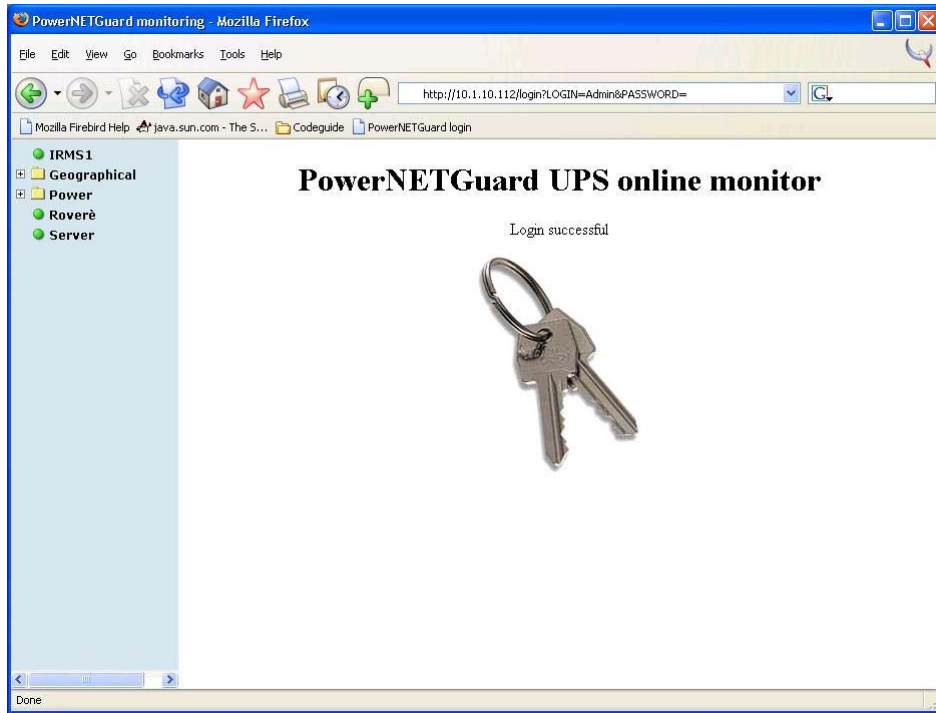 PowerNETGuard monitoring - Mozilla Firefox
File Edit View Go Bookmarks Tools Help
http://10.1.10.112/login?LOGIN=Admin&PASSWORD=
G
Mozilla Firebird Help java.sun.com - The S... Codeguide PowerNETGuard login
IRMS1
Geographical
Power
Roverè
Server
PowerNETGuard UPS online monitor
Login successful
Done